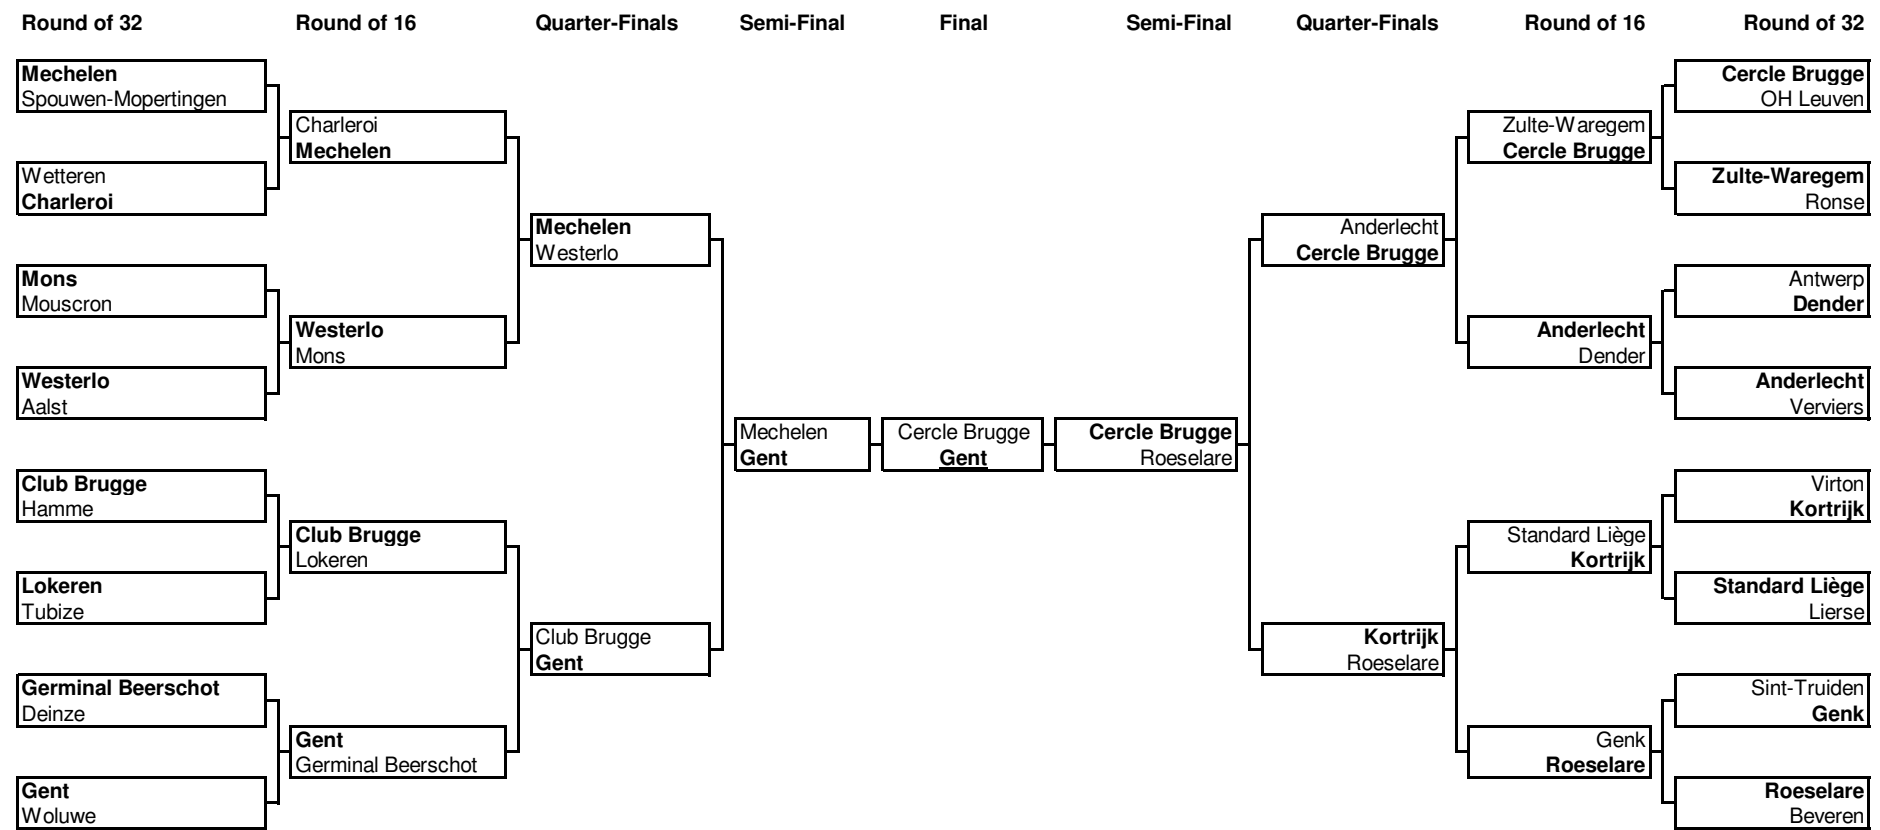 Round of 32
Round of 16
Quarter-Finals
Semi-Final
Final
Semi-Final
Quarter-Finals
Round of 16
Round of 32
Mechelen
Spouwen-Mopertingen
Wetteren
Charleroi
Mons
Mouscron
Westerlo
Aalst
Club Brugge
Hamme
Lokeren
Tubize
Germinal Beerschot
Deinze
Gent
Woluwe
Charleroi
Mechelen
Westerlo
Mons
Club Brugge
Lokeren
Gent
Germinal Beerschot
Mechelen
Westerlo
Club Brugge
Gent
Mechelen
Gent
Cercle Brugge
Gent
Cercle Brugge
Roeselare
Anderlecht
Cercle Brugge
Kortrijk
Roeselare
Zulte-Waregem
Cercle Brugge
Anderlecht
Dender
Standard Liège
Kortrijk
Genk
Roeselare
Cercle Brugge
OH Leuven
Zulte-Waregem
Ronse
Antwerp
Dender
Anderlecht
Verviers
Virton
Kortrijk
Standard Liège
Lierse
Sint-Truiden
Genk
Roeselare
Beveren